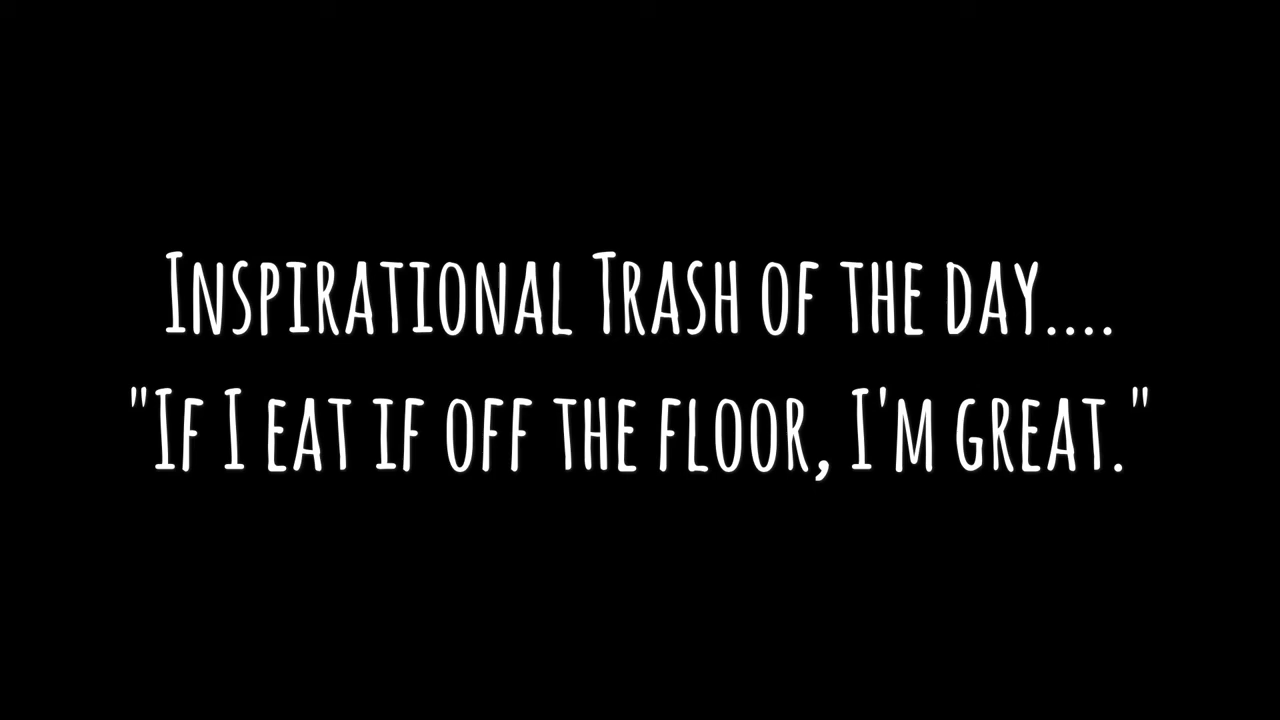 Inspirational Trash of the day....
"If I eat if off the floor, I'm great."